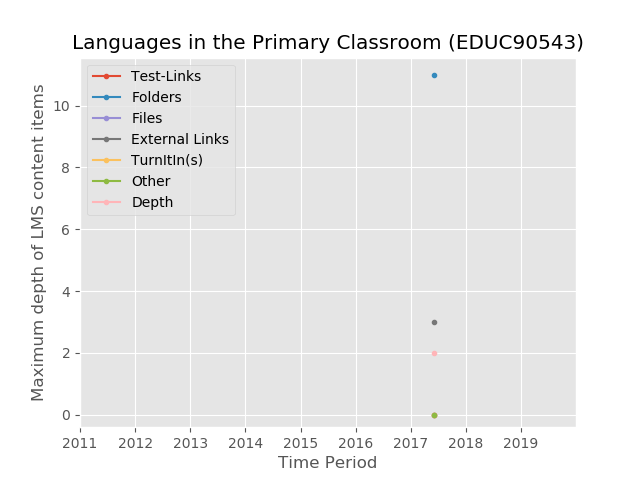 Languages in the Primary Classroom (EDUC90543)
Test-Links
Folders
Files
External Links
TurnItIn(s)
Other
Depth
Maximum depth of LMS content items
10
8
6
4
2
0
2011 2012 2013 2014 2015 2016 2017 2018 2019
Time Period